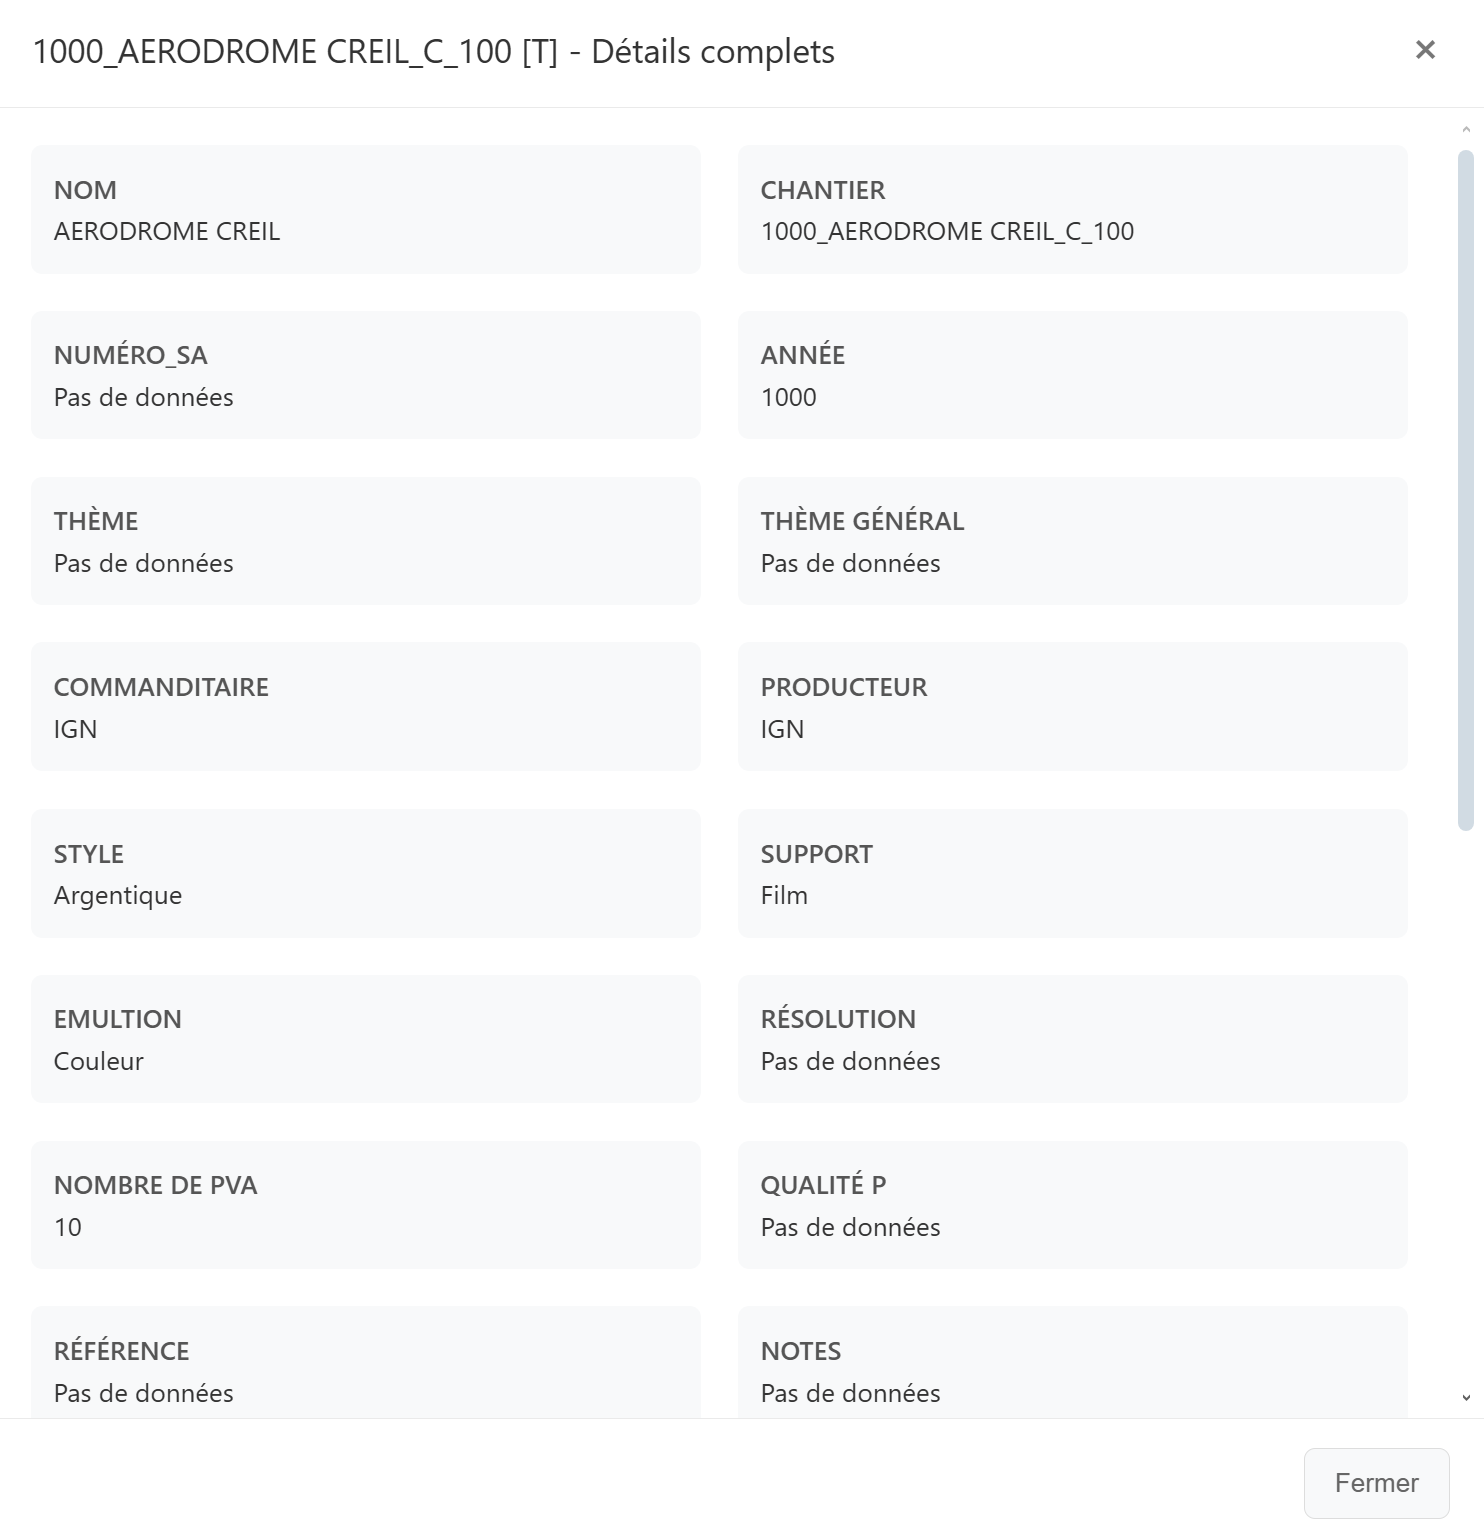 1000_AERODROME CREIL_C_100 [T] - Détails complets
NOM
AERODROME CREIL
CHANTIER
1000_AERODROME CREIL_C_100
NUMÉRO_SA
Pas de données
ANNÉE
1000
THÈME
Pas de données
THÈME GÉNÉRAL
Pas de données
COMMANDITAIRE
IGN
PRODUCTEUR
IGN
STYLE
Argentique
SUPPORT
Film
EMULTION
Couleur
RÉSOLUTION
Pas de données
NOMBRE DE PVA
10
QUALITÉ P
Pas de données
RÉFÉRENCE
Pas de données
NOTES
Pas de données
Fermer